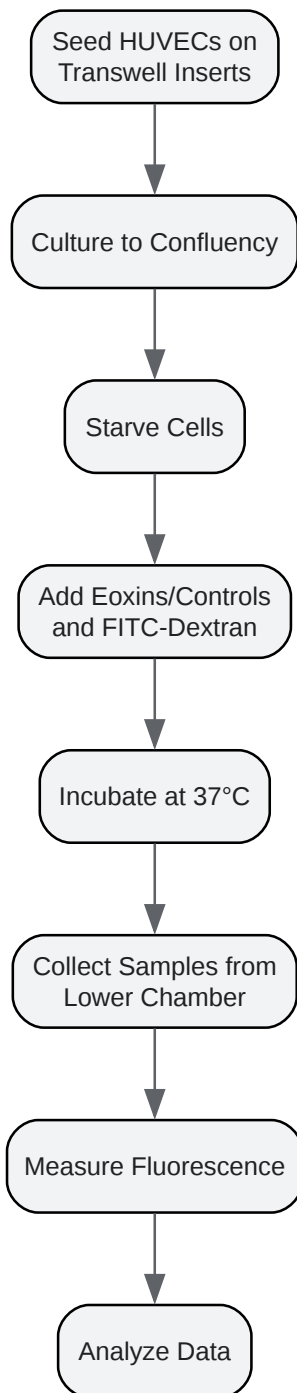 Seed HUVECs on
Transwell Inserts
Culture to Confluency
Starve Cells
Add Eoxins/Controls
and FITC-Dextran
Incubate at 37°C
Collect Samples from
Lower Chamber
Measure Fluorescence
Analyze Data